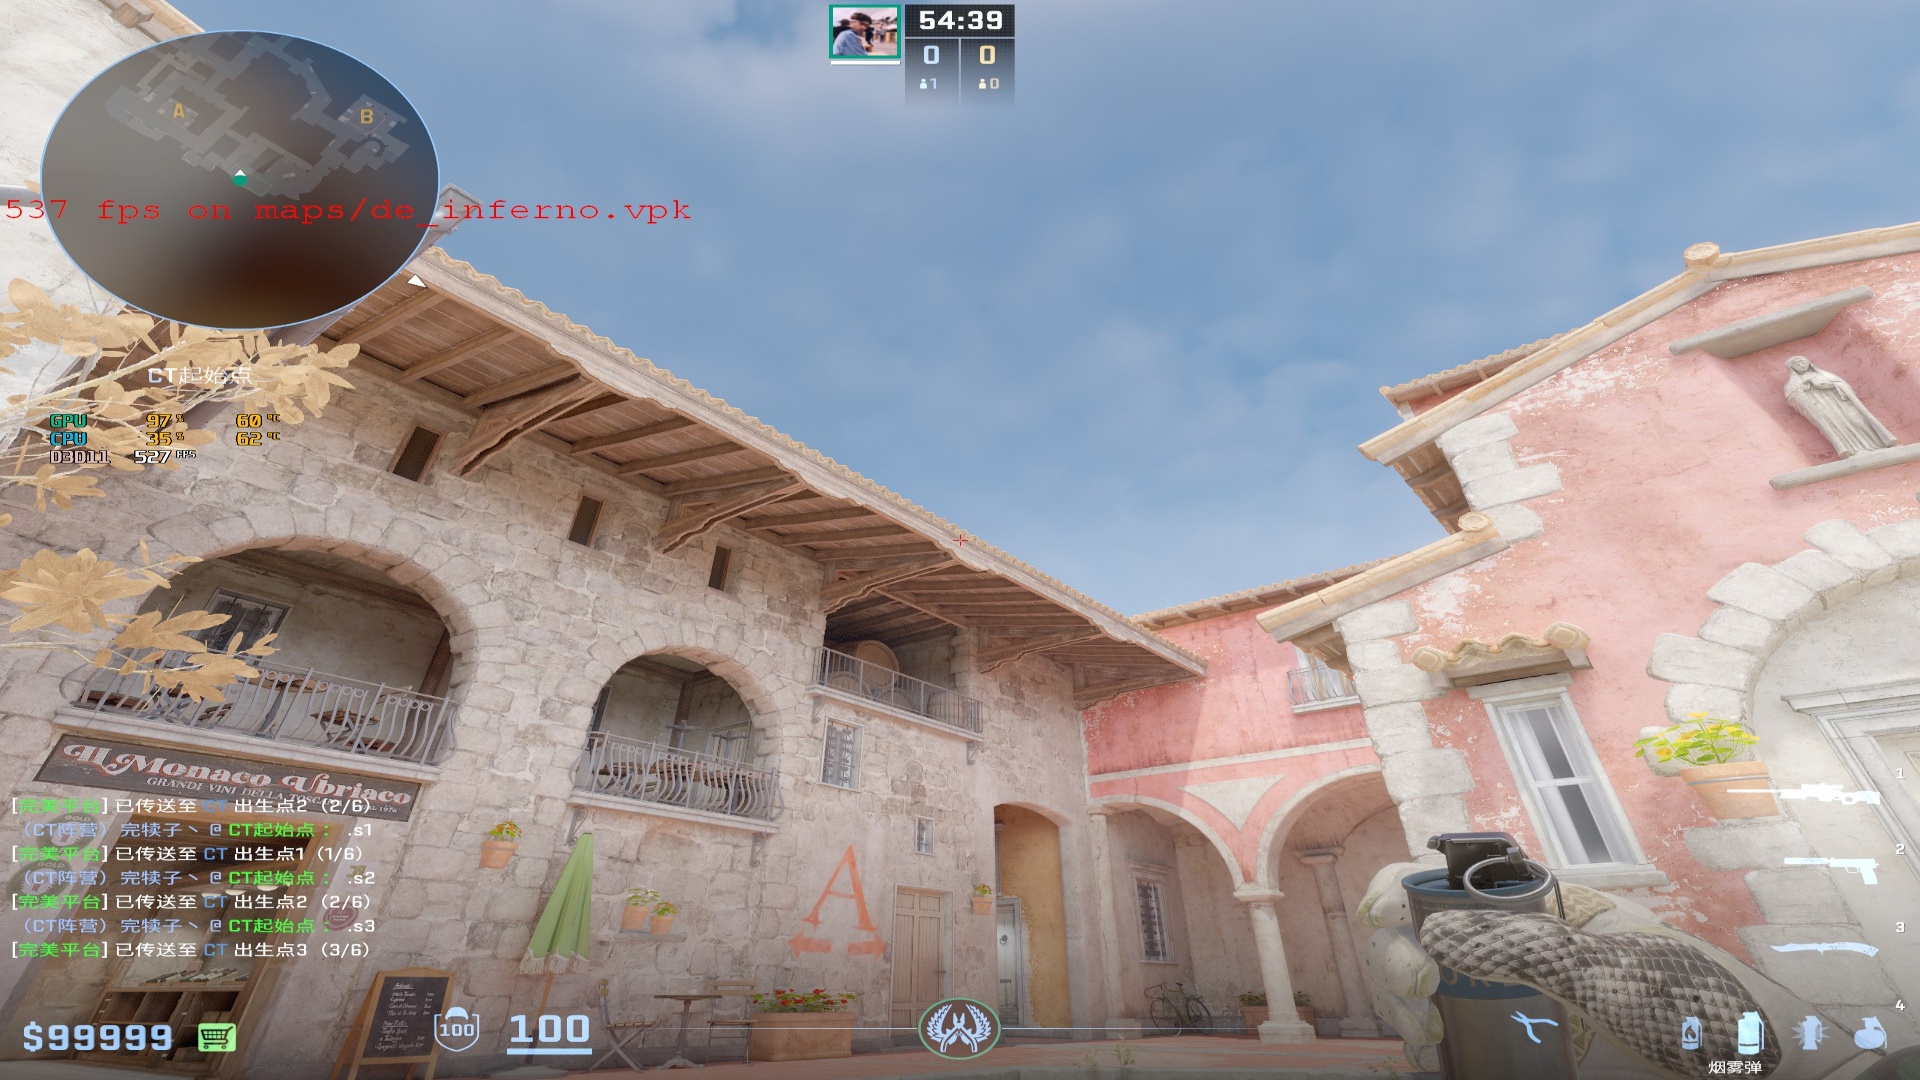 54:39
0 0
1 0
A B
537 fps on maps/de_inferno.vpk
CT起始点
GPU 97 % 60 °C
CPU 35 % 62 °C
D3D11 527 FPS
Il Monaco Ubriaco
GRANDI VINI DELLA TOSCANA
[完美平台] 已传送至 CT 出生点2 (2/6)
(CT阵营) 完犊子丶 @ CT起始点 : .s1
[完美平台] 已传送至 CT 出生点1 (1/6)
(CT阵营) 完犊子丶 @ CT起始点 : .s2
[完美平台] 已传送至 CT 出生点2 (2/6)
(CT阵营) 完犊子丶 @ CT起始点 : .s3
[完美平台] 已传送至 CT 出生点3 (3/6)
A
1
2
3
4
$99999
100
100
烟雾弹